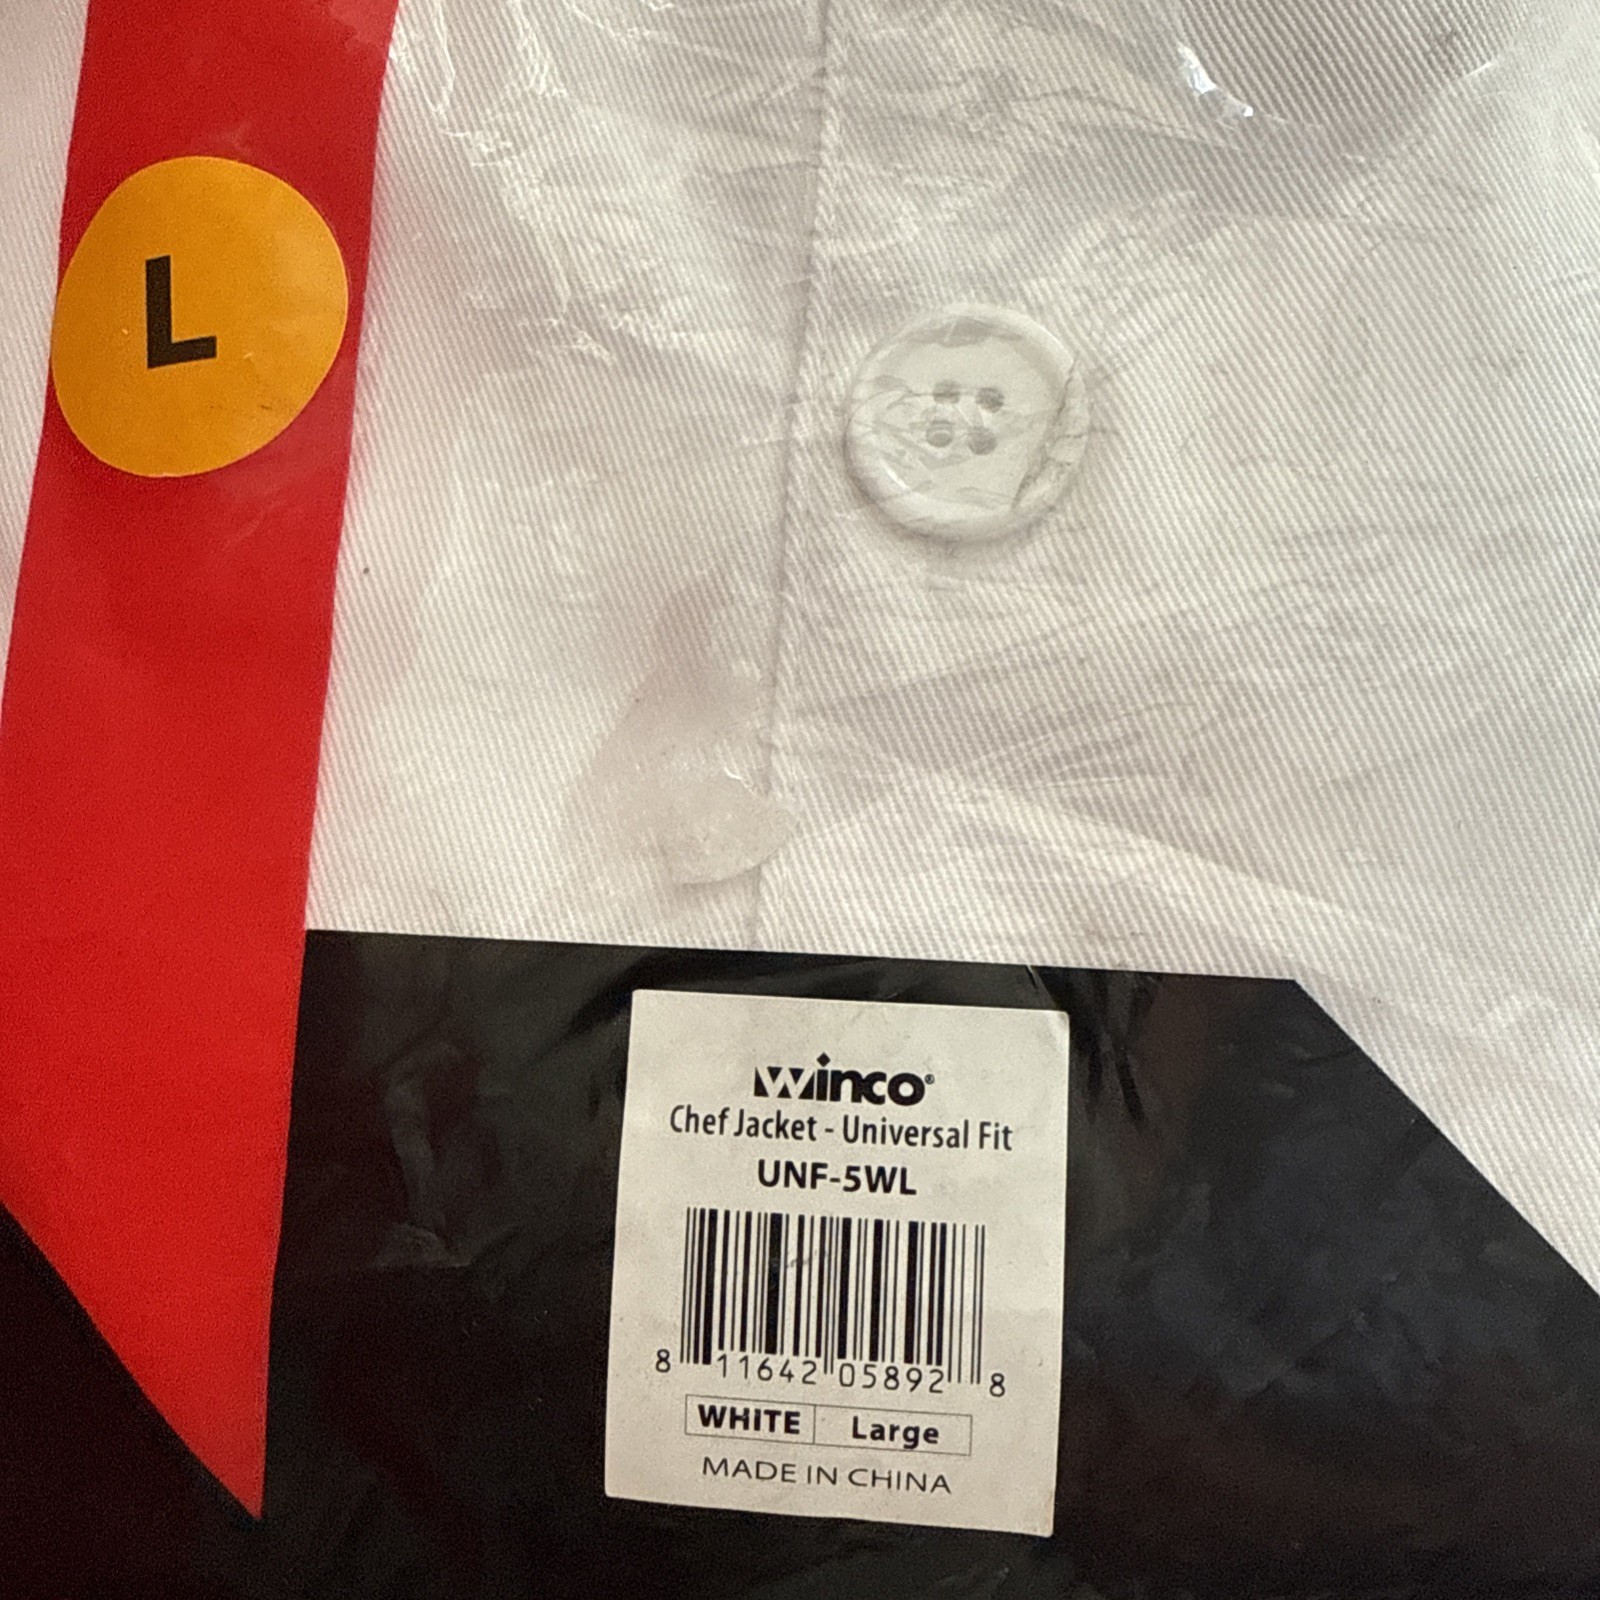 L
winco®
Chef Jacket - Universal Fit
UNF-5WL
8 11642 05892 8
WHITE Large
MADE IN CHINA